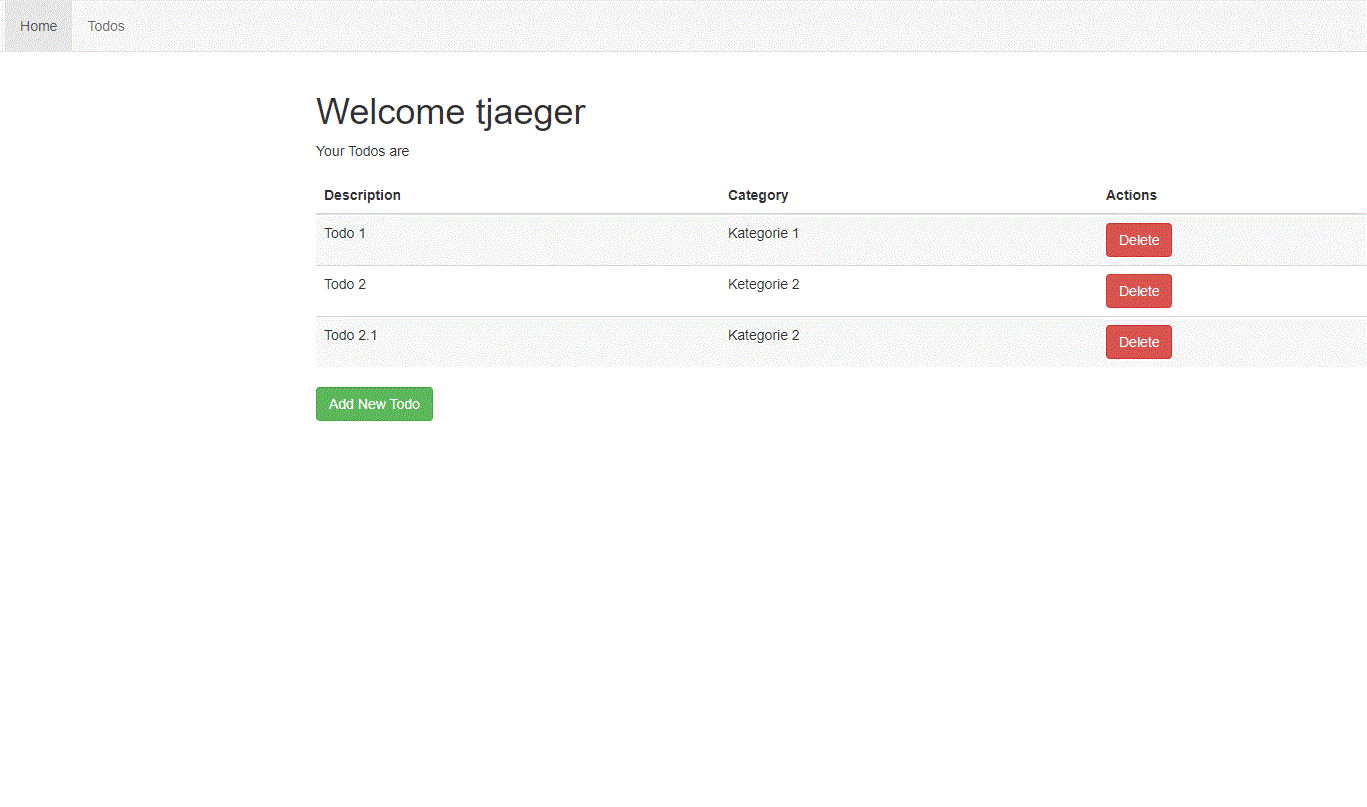 Home Todos
Welcome tjaeger
Your Todos are
Description Category Actions
Todo 1 Kategorie 1 Delete
Todo 2 Ketegorie 2 Delete
Todo 2.1 Kategorie 2 Delete
Add New Todo